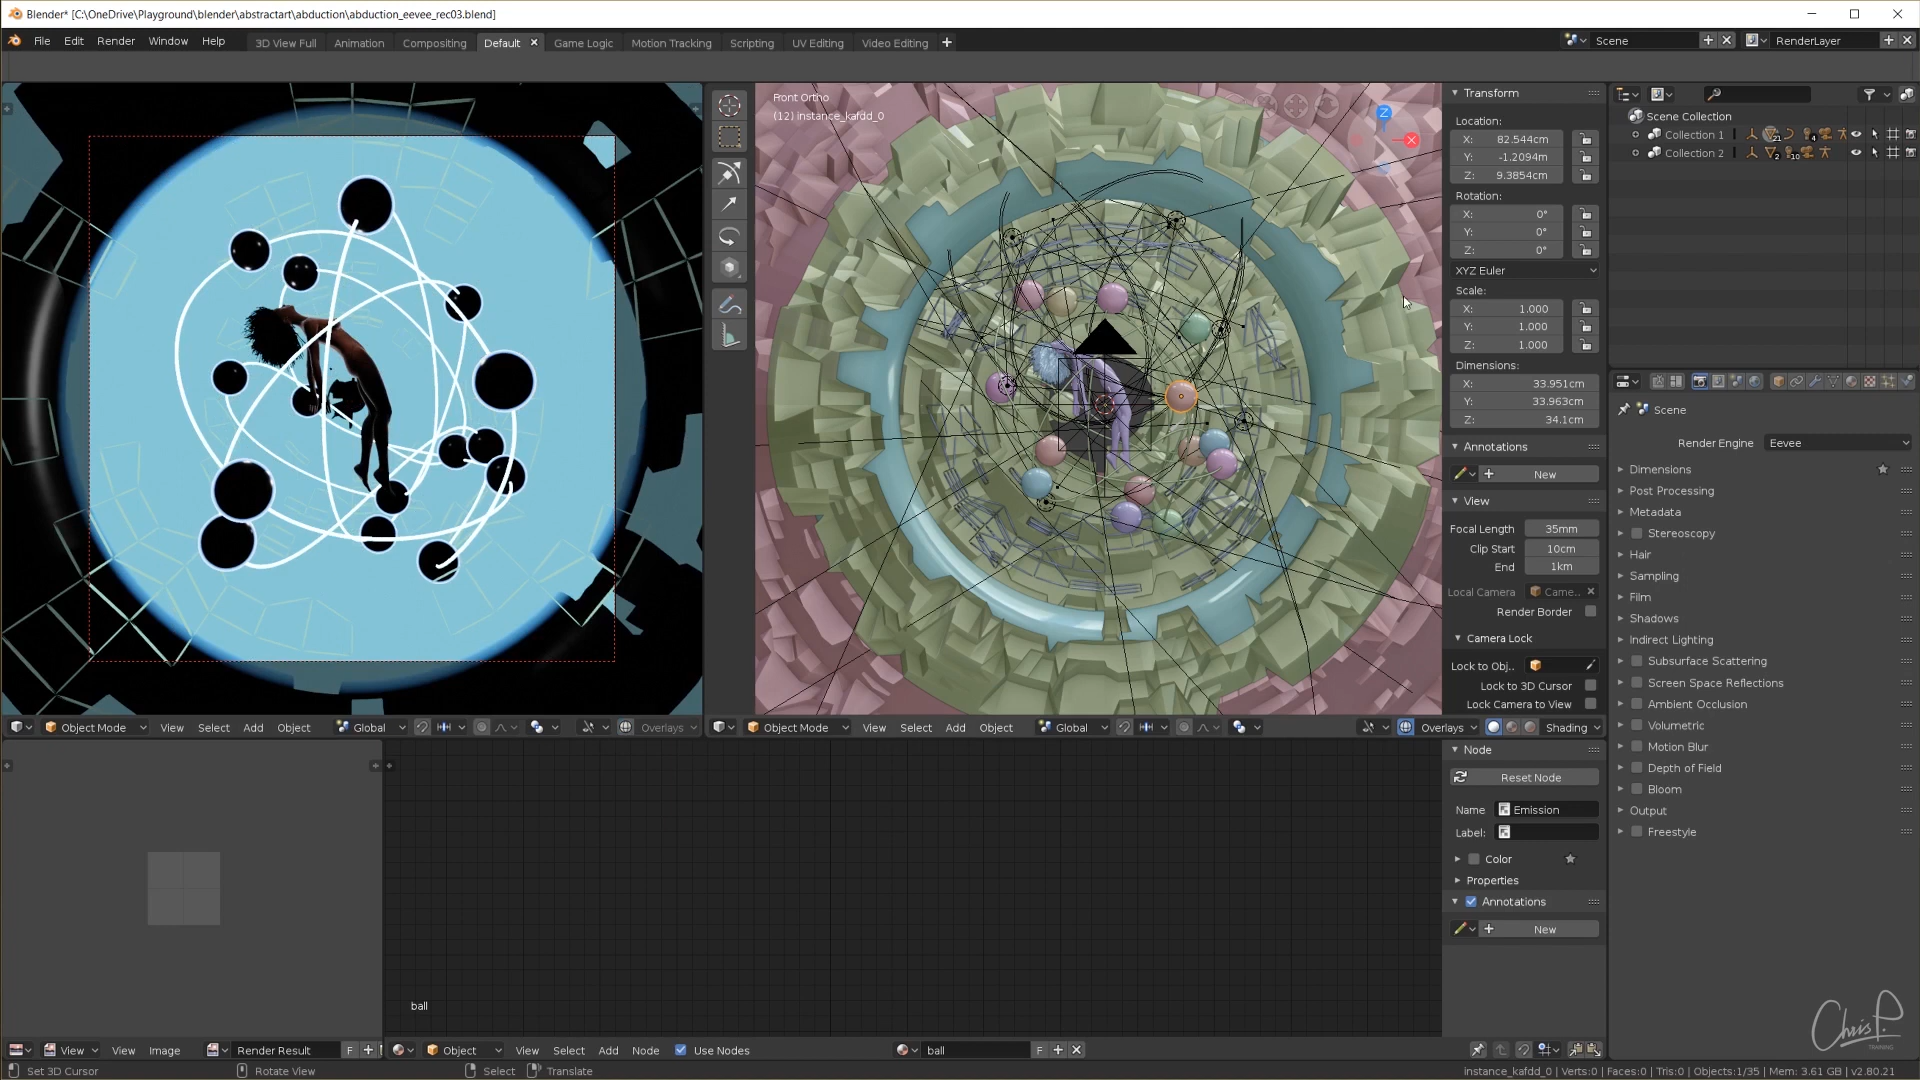 Blender* [C:\OneDrive\Playground\blender\abstractart\abduction\abduction_eevee_rec03.blend]
File Edit Render Window Help 3D View Full Animation Compositing Default Game Logic Motion Tracking Scripting UV Editing Video Editing Scene RenderLayer
Front Ortho
(12) instance_kafdd_0
Z
Transform
Location:
X: 82.544cm
Y: -1.2094m
Z: 9.3854cm
Rotation:
X: 0°
Y: 0°
Z: 0°
XYZ Euler
Scale:
X: 1.000
Y: 1.000
Z: 1.000
Dimensions:
X: 33.951cm
Y: 33.963cm
Z: 34.1cm
Annotations
New
View
Focal Length 35mm
Clip Start 10cm
End 1km
Local Camera Came..
Render Border
Camera Lock
Lock to Obj..
Lock to 3D Cursor
Lock Camera to View
Scene Collection
Collection 1 21 4
Collection 2 2 10
Scene
Render Engine Eevee
Dimensions
Post Processing
Metadata
Stereoscopy
Hair
Sampling
Film
Shadows
Indirect Lighting
Subsurface Scattering
Screen Space Reflections
Ambient Occlusion
Volumetric
Motion Blur
Depth of Field
Bloom
Output
Freestyle
Object Mode View Select Add Object Global Overlays
Object Mode View Select Add Object Global Overlays Shading
Node
Reset Node
Name Emission
Label:
Color
Properties
Annotations
New
ball
Chris P.
TRAINING
View View Image Render Result F
Object View Select Add Node Use Nodes ball F
Set 3D Cursor Rotate View Select Translate
instance_kafdd_0 | Verts:0 | Faces:0 | Tris:0 | Objects:1/35 | Mem: 3.61 GB | v2.80.21